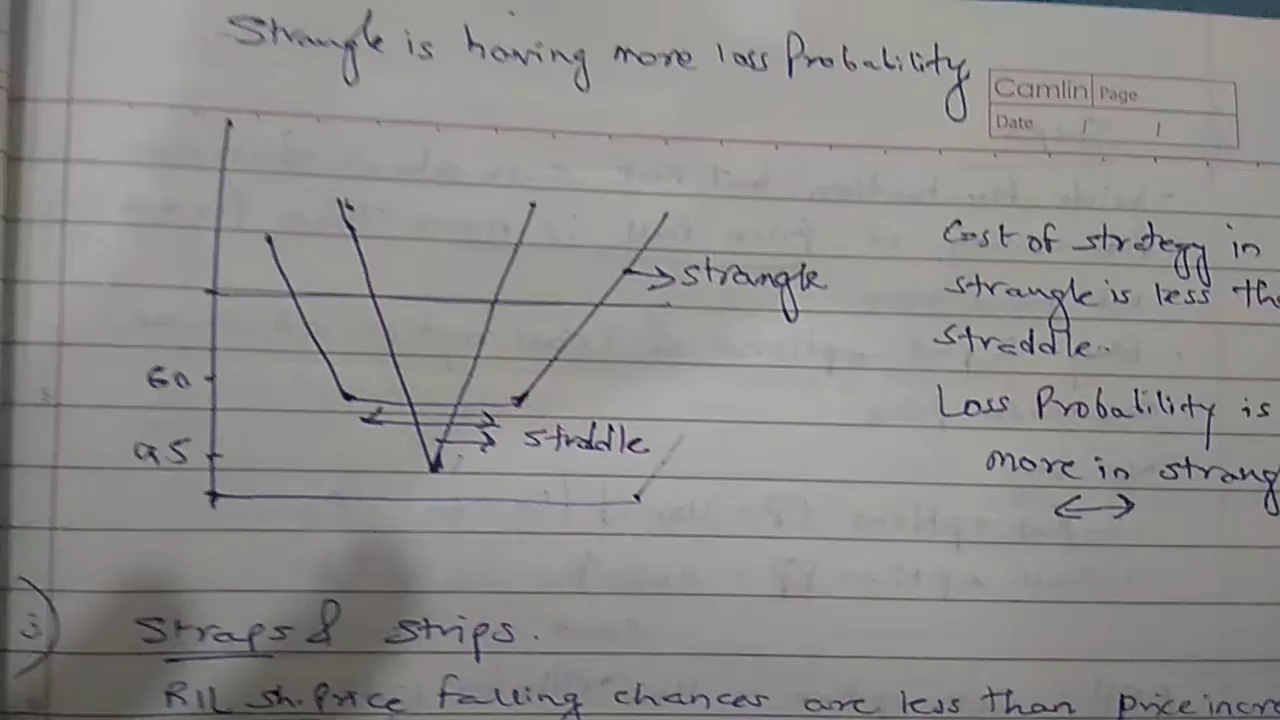 Strangle is having more loss Probability
Camlin Page
Date / /
Cost of strategy in
strangle is less th
straddle.
→ strangle
60
Loss Probability is
→ straddle
95
more in strang
↔
3)
Straps & Strips.
RIL sh. Price falling chances are less than price incr